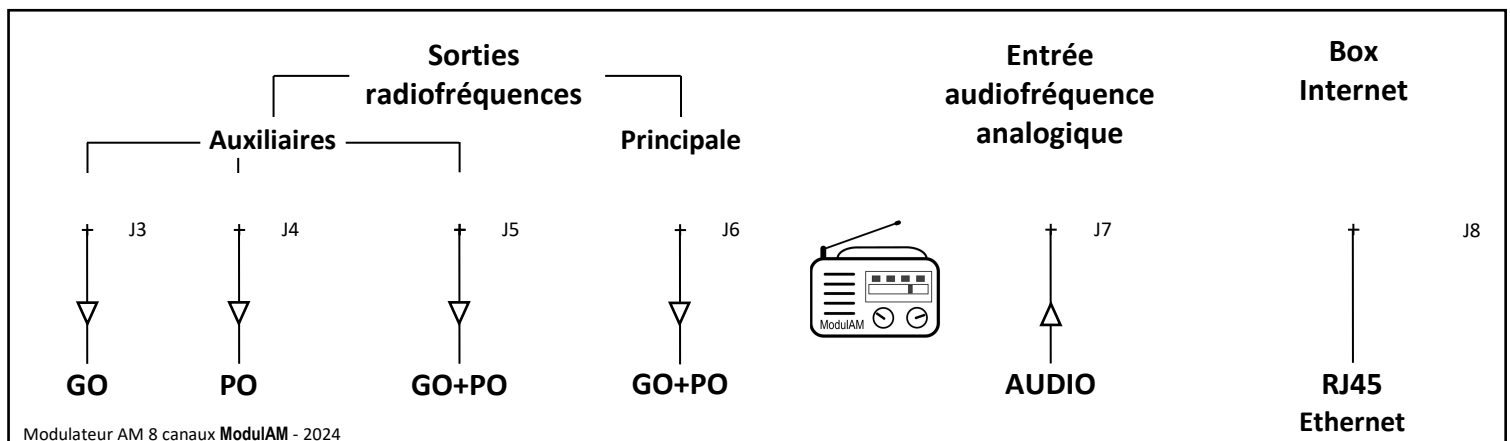 Sorties
radiofréquences
Entrée
audiofréquence
analogique
Box
Internet
Auxiliaires
Principale
J3
J4
J5
J6
J7
J8
ModulAM
GO
PO
GO+PO
GO+PO
AUDIO
RJ45
Ethernet
Modulateur AM 8 canaux ModulAM - 2024